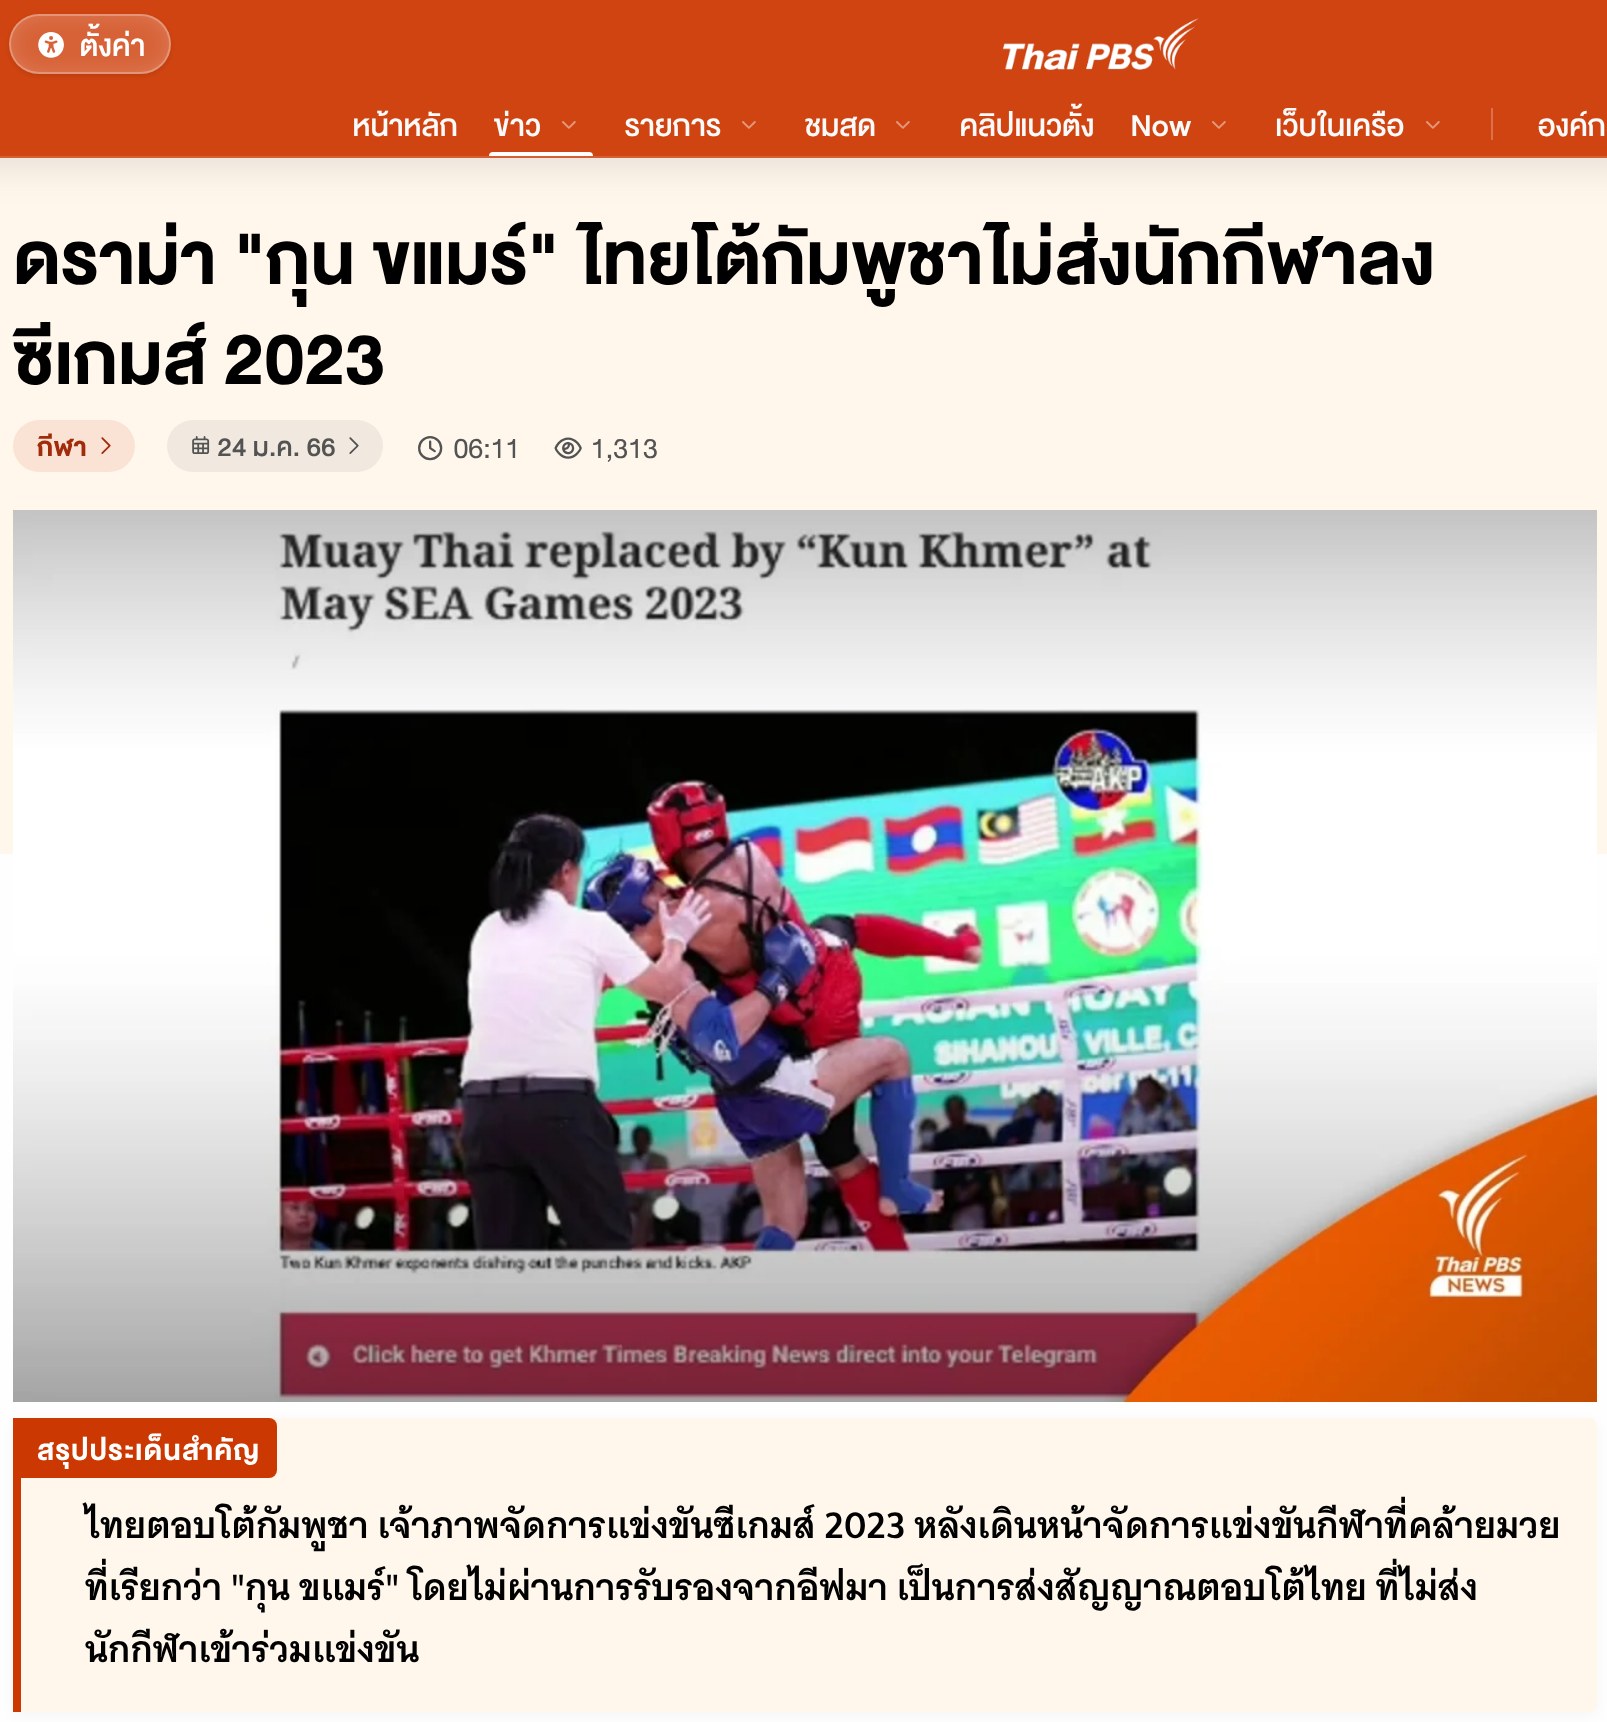 ตั้งค่า
Thai PBS
หน้าหลัก ข่าว รายการ ชมสด คลิปแนวตั้ง Now เว็บในเครือ องค์ก
ดราม่า "กุน ขแมร์" ไทยโต้กัมพูชาไม่ส่งนักกีฬาลง
ซีเกมส์ 2023
กีฬา 24 ม.ค. 66 06:11 1,313
Muay Thai replaced by “Kun Khmer” at
May SEA Games 2023
AKP
ASIAN MUAY
SIHANOU VILLE, C
Two Kun Khmer exponents dishing out the punches and kicks. AKP
Click here to get Khmer Times Breaking News direct into your Telegram
Thai PBS
NEWS
สรุปประเด็นสำคัญ
ไทยตอบโต้กัมพูชา เจ้าภาพจัดการแข่งขันซีเกมส์ 2023 หลังเดินหน้าจัดการแข่งขันกีฬาที่คล้ายมวย
ที่เรียกว่า "กุน ขแมร์" โดยไม่ผ่านการรับรองจากอีฟมา เป็นการส่งสัญญาณตอบโต้ไทย ที่ไม่ส่ง
นักกีฬาเข้าร่วมแข่งขัน